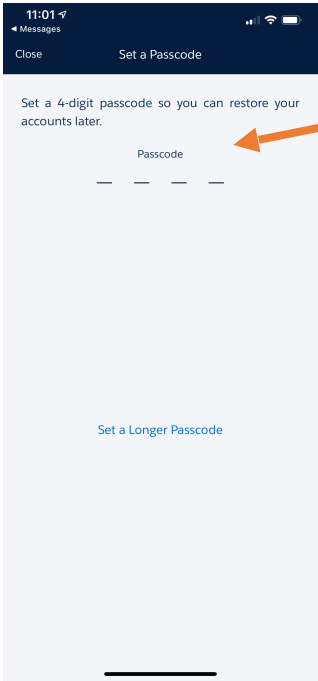 11:01
◀ Messages
Close Set a Passcode
Set a 4-digit passcode so you can restore your
accounts later.
Passcode
Set a Longer Passcode